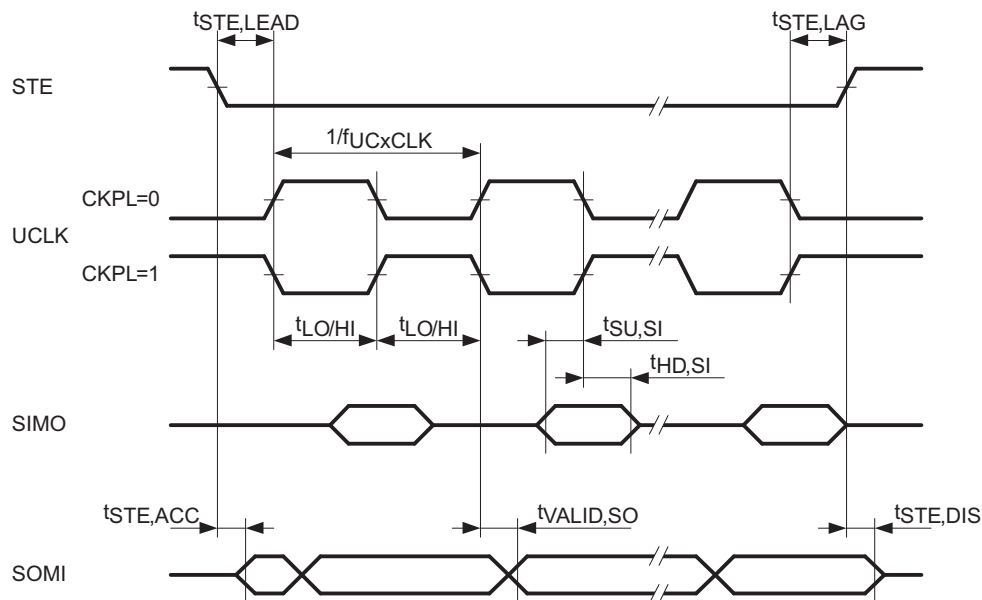 tSTE,LEAD
tSTE,LAG
STE
1/fUCxCLK
CKPL=0
UCLK
CKPL=1
tLO/HI
tLO/HI
tSU,SI
tHD,SI
SIMO
tSTE,ACC
tVALID,SO
tSTE,DIS
SOMI